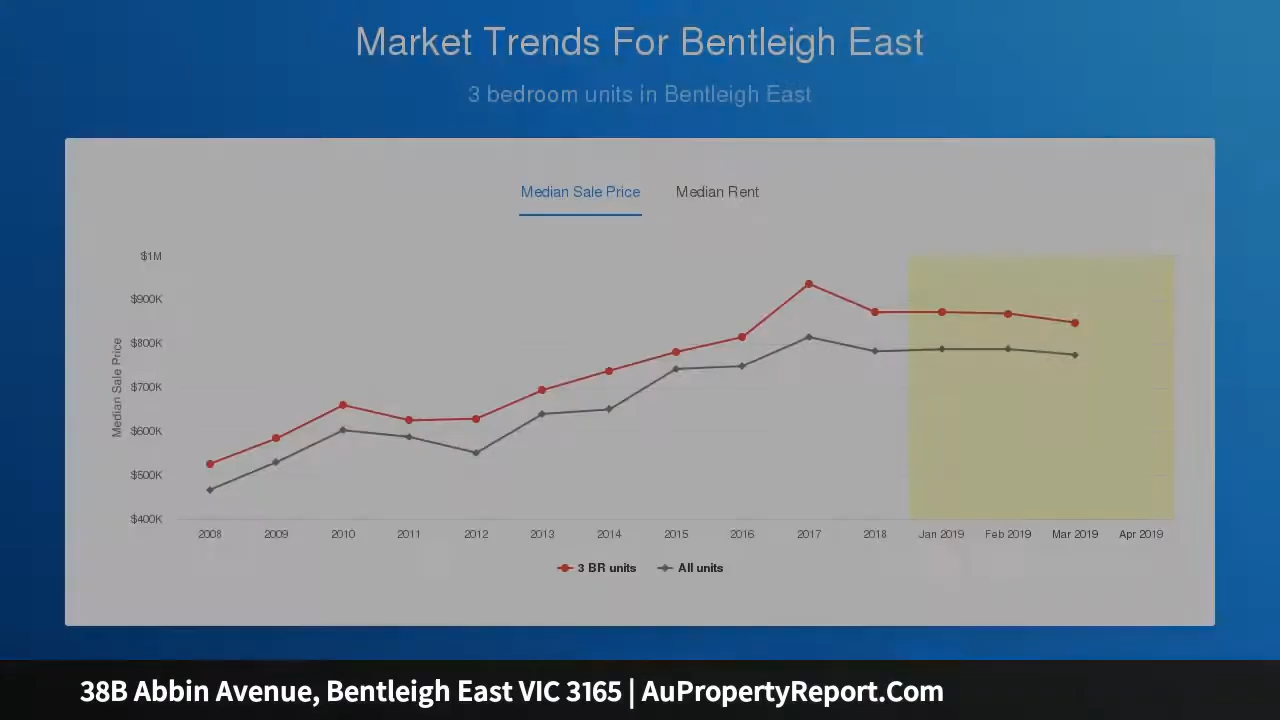 Market Trends For Bentleigh East
3 bedroom units in Bentleigh East
Median Sale Price Median Rent
Median Sale Price
$1M
$900K
$800K
$700K
$600K
$500K
$400K
2008 2009 2010 2011 2012 2013 2014 2015 2016 2017 2018 Jan 2019 Feb 2019 Mar 2019 Apr 2019
3 BR units All units
38B Abbin Avenue, Bentleigh East VIC 3165 | AuPropertyReport.Com